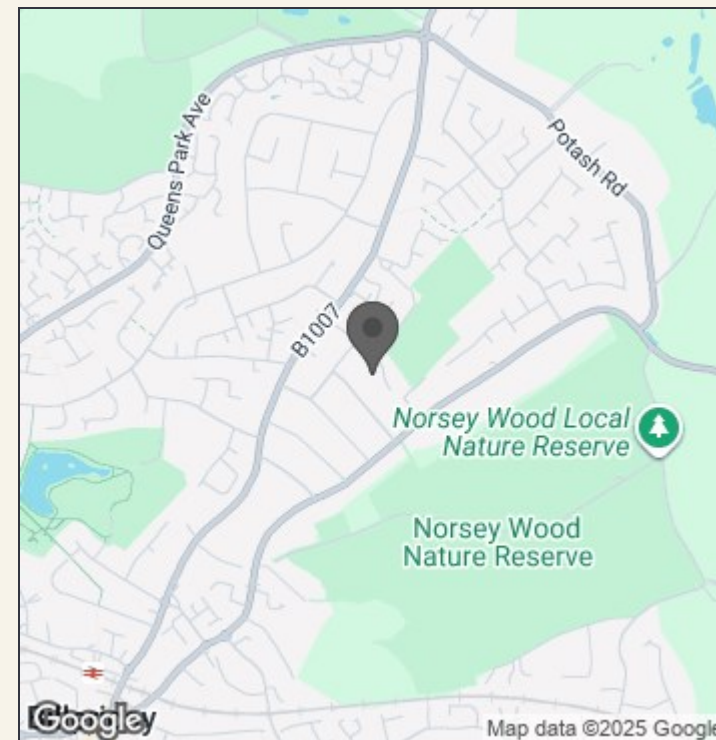 Queens Park Ave
Potash Rd
B1007
Norsey Wood Local
Nature Reserve
Norsey Wood
Nature Reserve
Google
Map data ©2025 Google